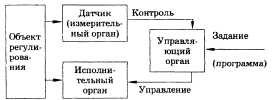 Объект
регули-
рования
Датчик
(измеритель-
ный орган)
Контроль
Управля-
ющий
орган
Задание
(программа)
Исполни-
тельный
орган
Управление